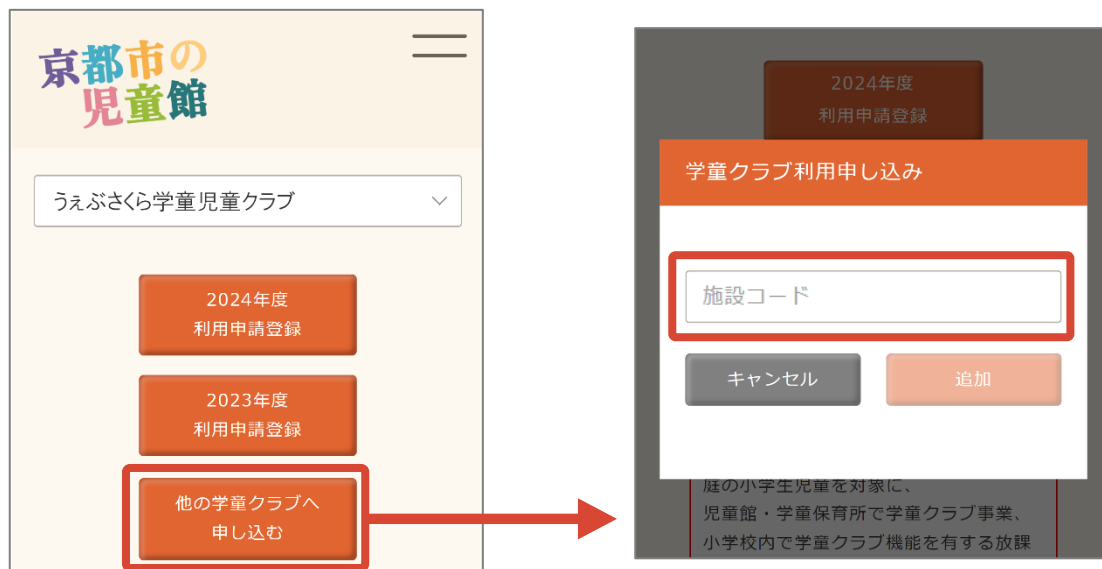 京都市の
児童館
うぇぶさくら学童児童クラブ
2024年度
利用申請登録
2023年度
利用申請登録
他の学童クラブへ
申し込む
2024年度
利用申請登録
学童クラブ利用申し込み
施設コード
キャンセル
追加
庭の小学生児童を対象に、
児童館・学童保育所で学童クラブ事業、
小学校内で学童クラブ機能を有する放課